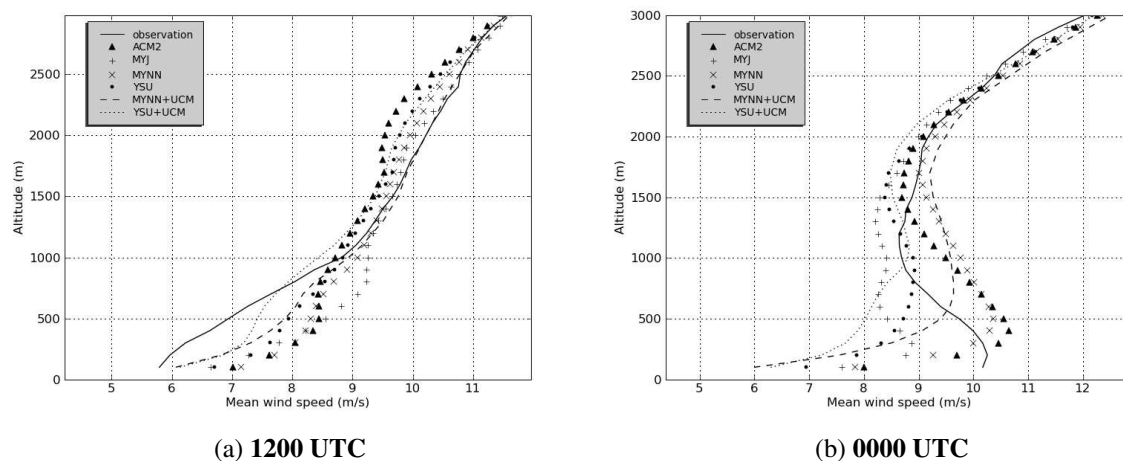 observation
ACM2
MYJ
MYNN
YSU
MYNN+UCM
YSU+UCM
2500
2000
1500
1000
500
5 6 7 8 9 10 11
Altitude (m)
Mean wind speed (m/s)
(a) 1200 UTC
observation
ACM2
MYJ
MYNN
YSU
MYNN+UCM
YSU+UCM
3000
2500
2000
1500
1000
500
0
5 6 7 8 9 10 11 12
Altitude (m)
Mean wind speed (m/s)
(b) 0000 UTC